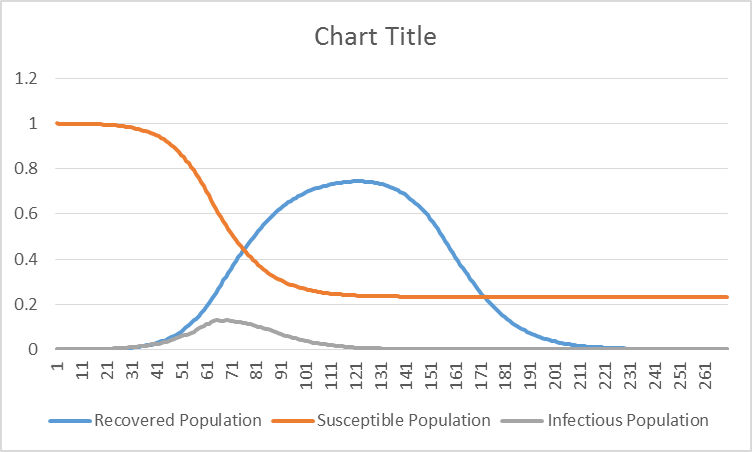 Chart Title
1.2
1
0.8
0.6
0.4
0.2
0
1 11 21 31 41 51 61 71 81 91 101 111 121 131 141 151 161 171 181 191 201 211 221 231 241 251 261
Recovered Population Susceptible Population Infectious Population